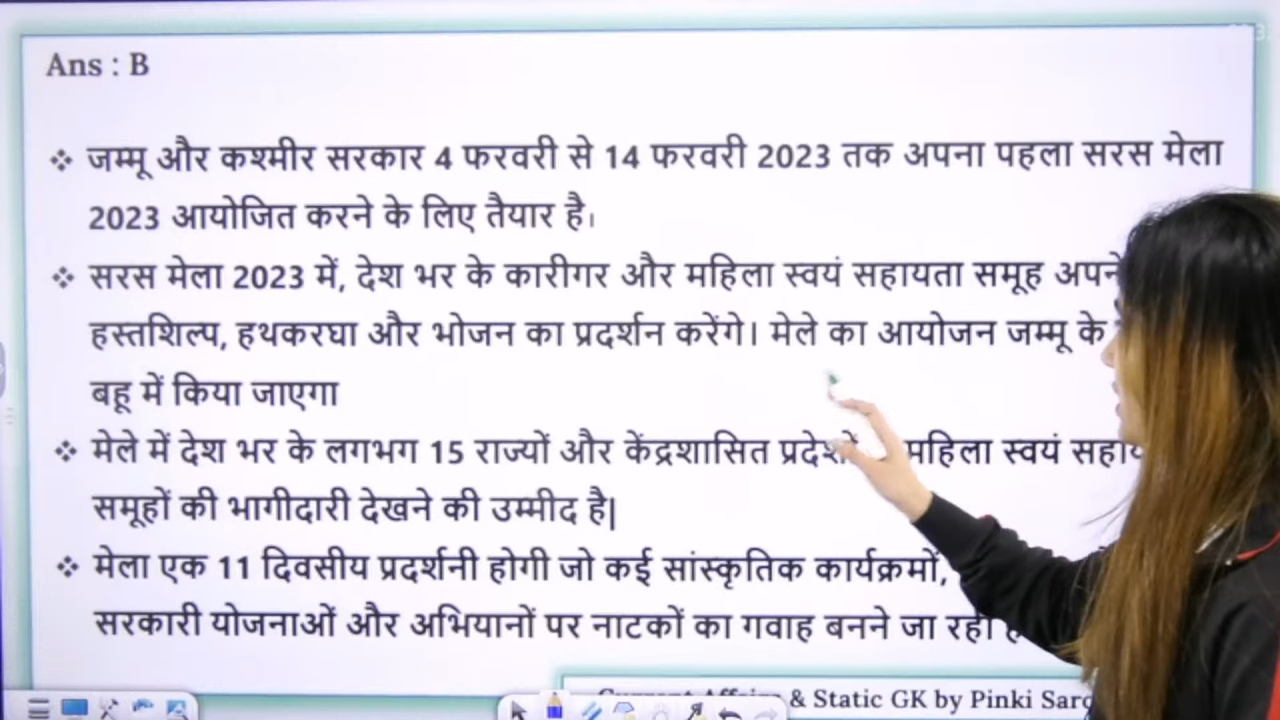 Ans : B
❖ जम्मू और कश्मीर सरकार 4 फरवरी से 14 फरवरी 2023 तक अपना पहला सरस मेला
2023 आयोजित करने के लिए तैयार है।
❖ सरस मेला 2023 में, देश भर के कारीगर और महिला स्वयं सहायता समूह अपने
हस्तशिल्प, हथकरघा और भोजन का प्रदर्शन करेंगे। मेले का आयोजन जम्मू के
बहू में किया जाएगा
❖ मेले में देश भर के लगभग 15 राज्यों और केंद्रशासित प्रदेशों महिला स्वयं
समूहों की भागीदारी देखने की उम्मीद है|
❖ मेला एक 11 दिवसीय प्रदर्शनी होगी जो कई सांस्कृतिक कार्यक्रमों,
सरकारी योजनाओं और अभियानों पर नाटकों का गवाह बनने जा रही
& Static GK by Pinki